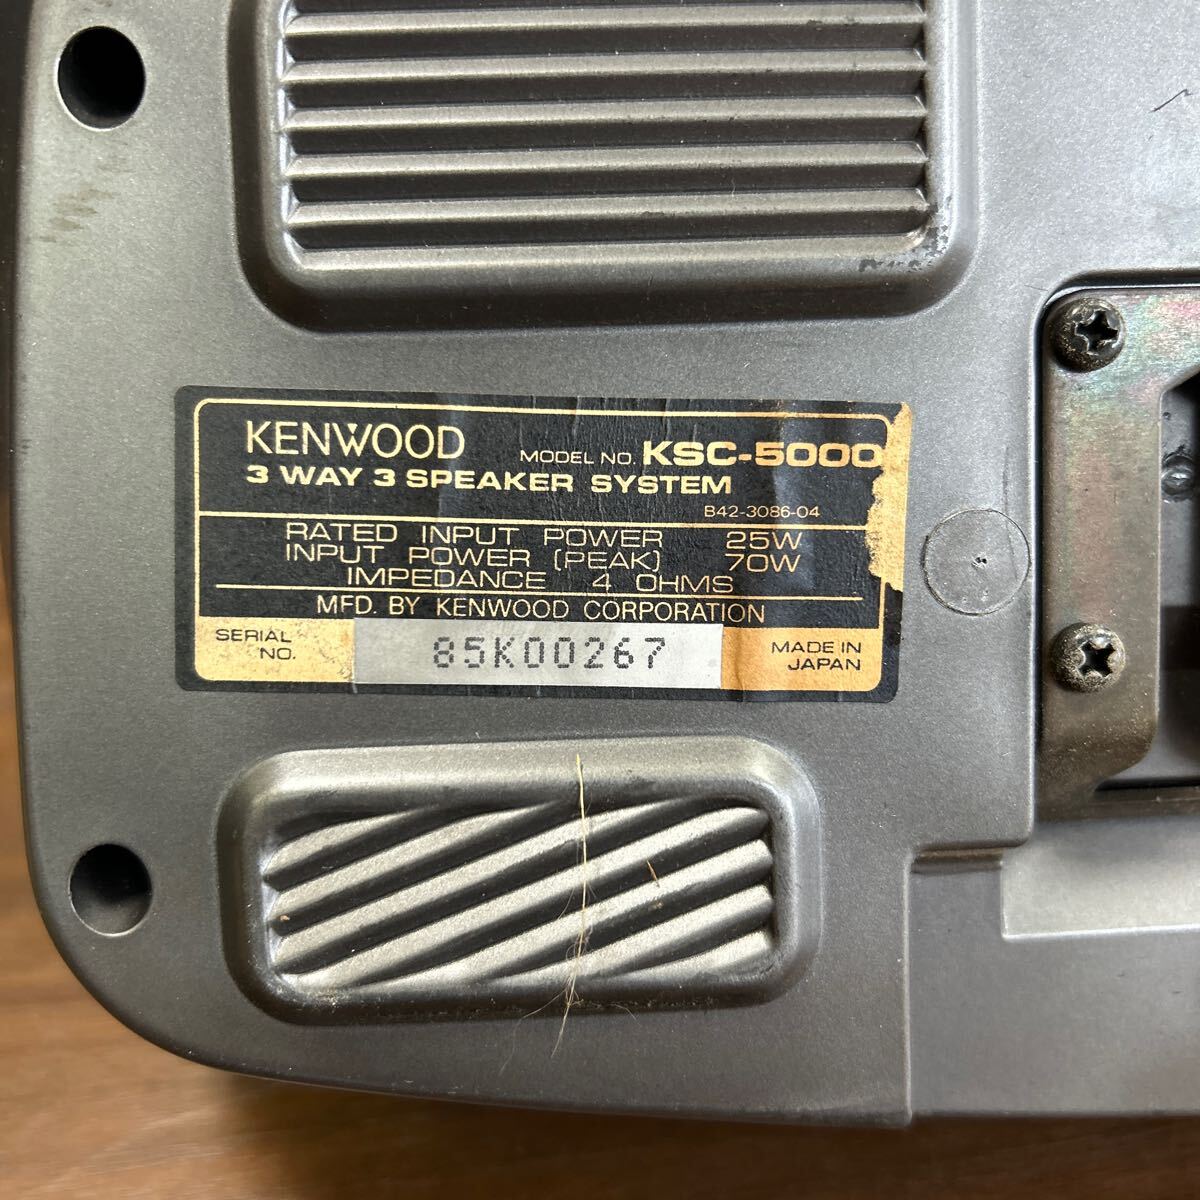 KENWOOD MODEL NO. KSC-5000
3 WAY 3 SPEAKER SYSTEM
B42-3086-04
RATED INPUT POWER 25W
INPUT POWER (PEAK) 70W
IMPEDANCE 4 OHMS
MFD. BY KENWOOD CORPORATION
SERIAL NO. 85K00267 MADE IN JAPAN